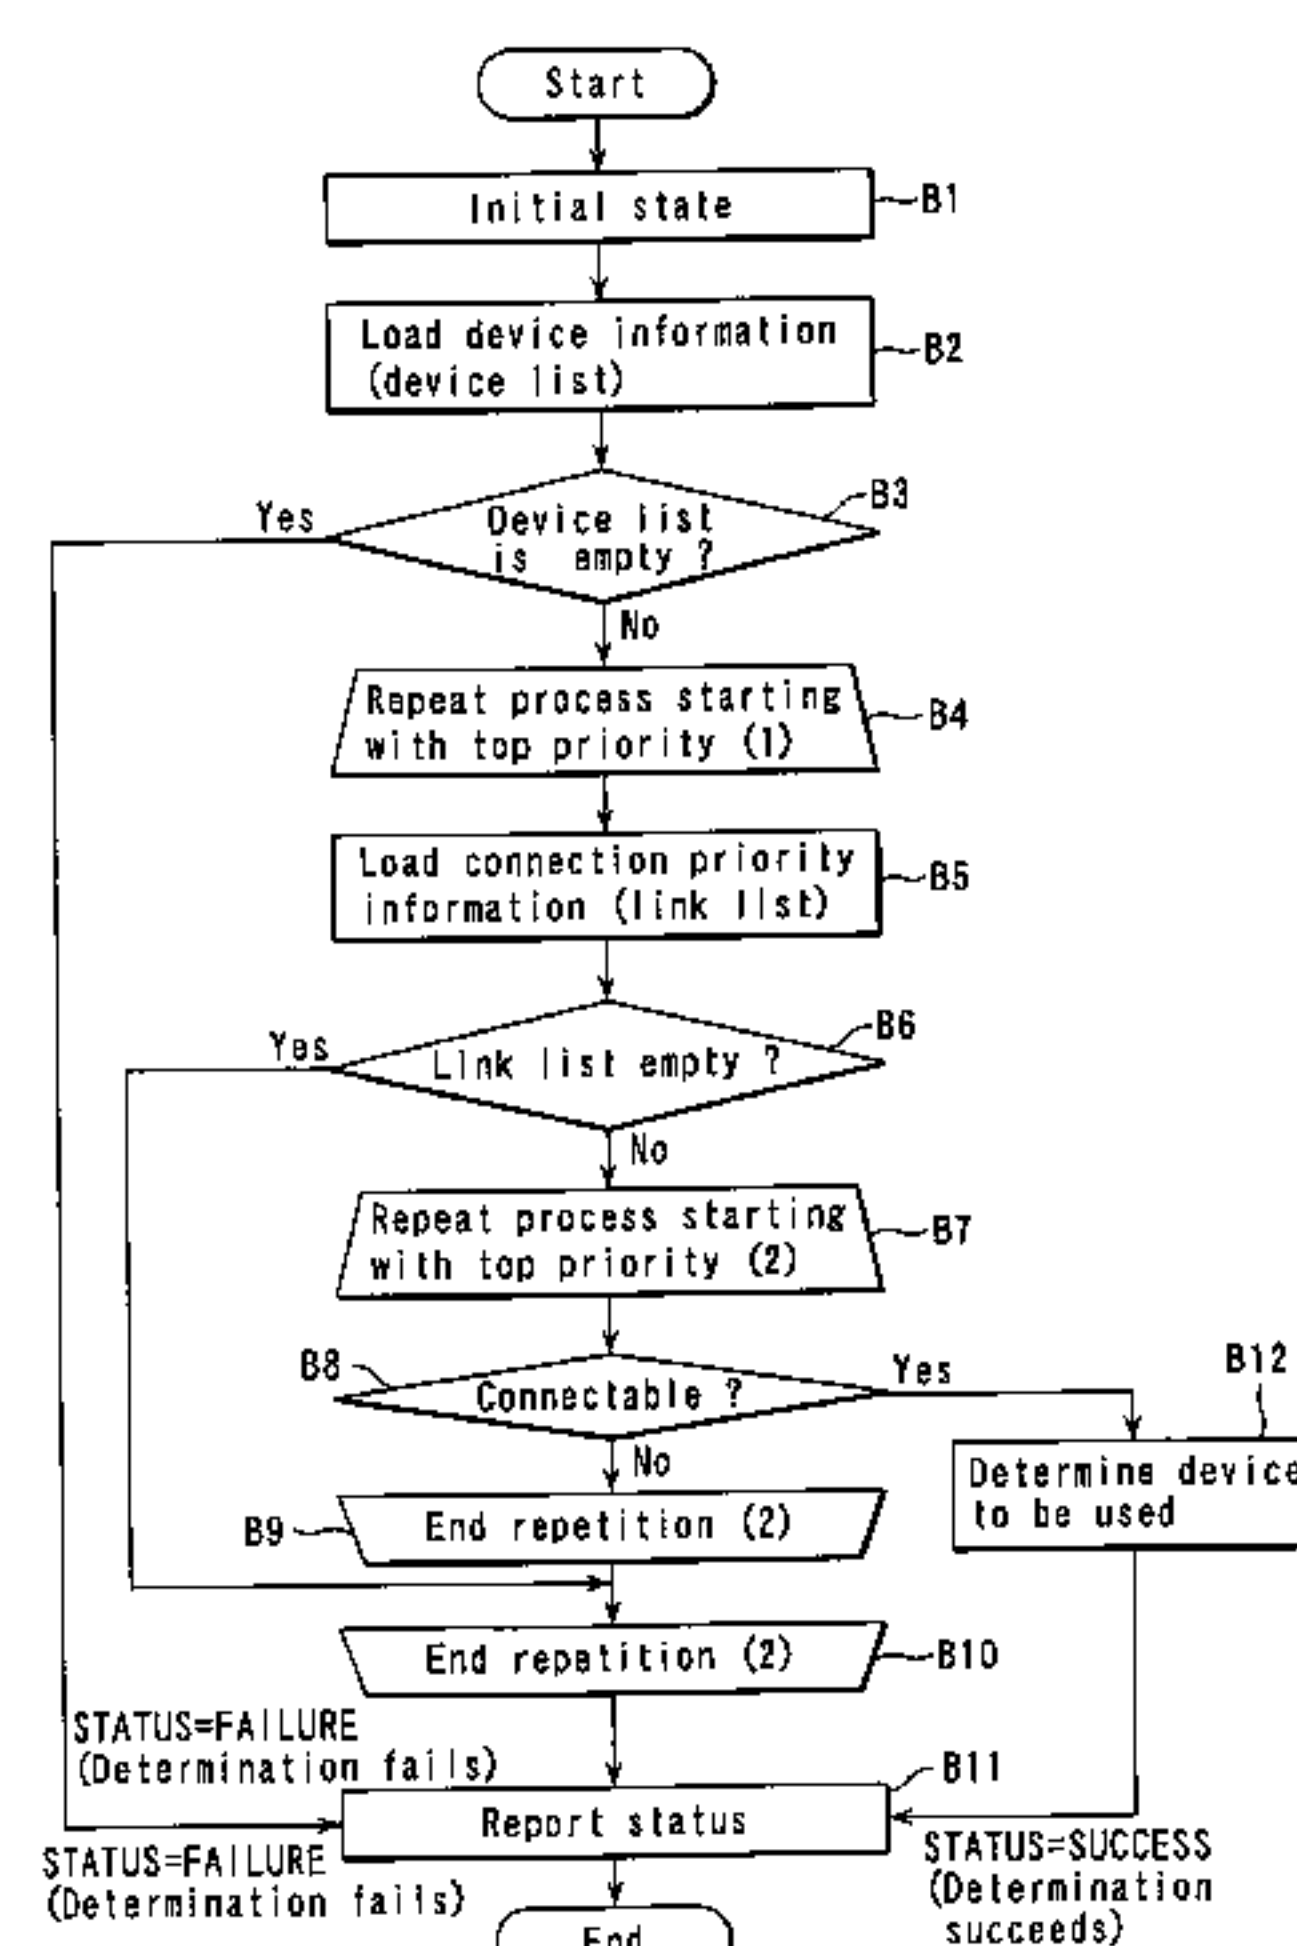 Start
Initial state
B1
Load device information
(device list)
B2
B3
Yes
Device list
is empty ?
No
Repeat process starting
with top priority (1)
B4
Load connection priority
information (link list)
B5
B6
Yes
Link list empty ?
No
Repeat process starting
with top priority (2)
B7
B8
Connectable ?
Yes
B12
No
Determine device
to be used
B9
End repetition (2)
End repetition (2)
B10
STATUS=FAILURE
(Determination fails)
B11
Report status
STATUS=FAILURE
(Determination fails)
STATUS=SUCCESS
(Determination
succeeds)
End